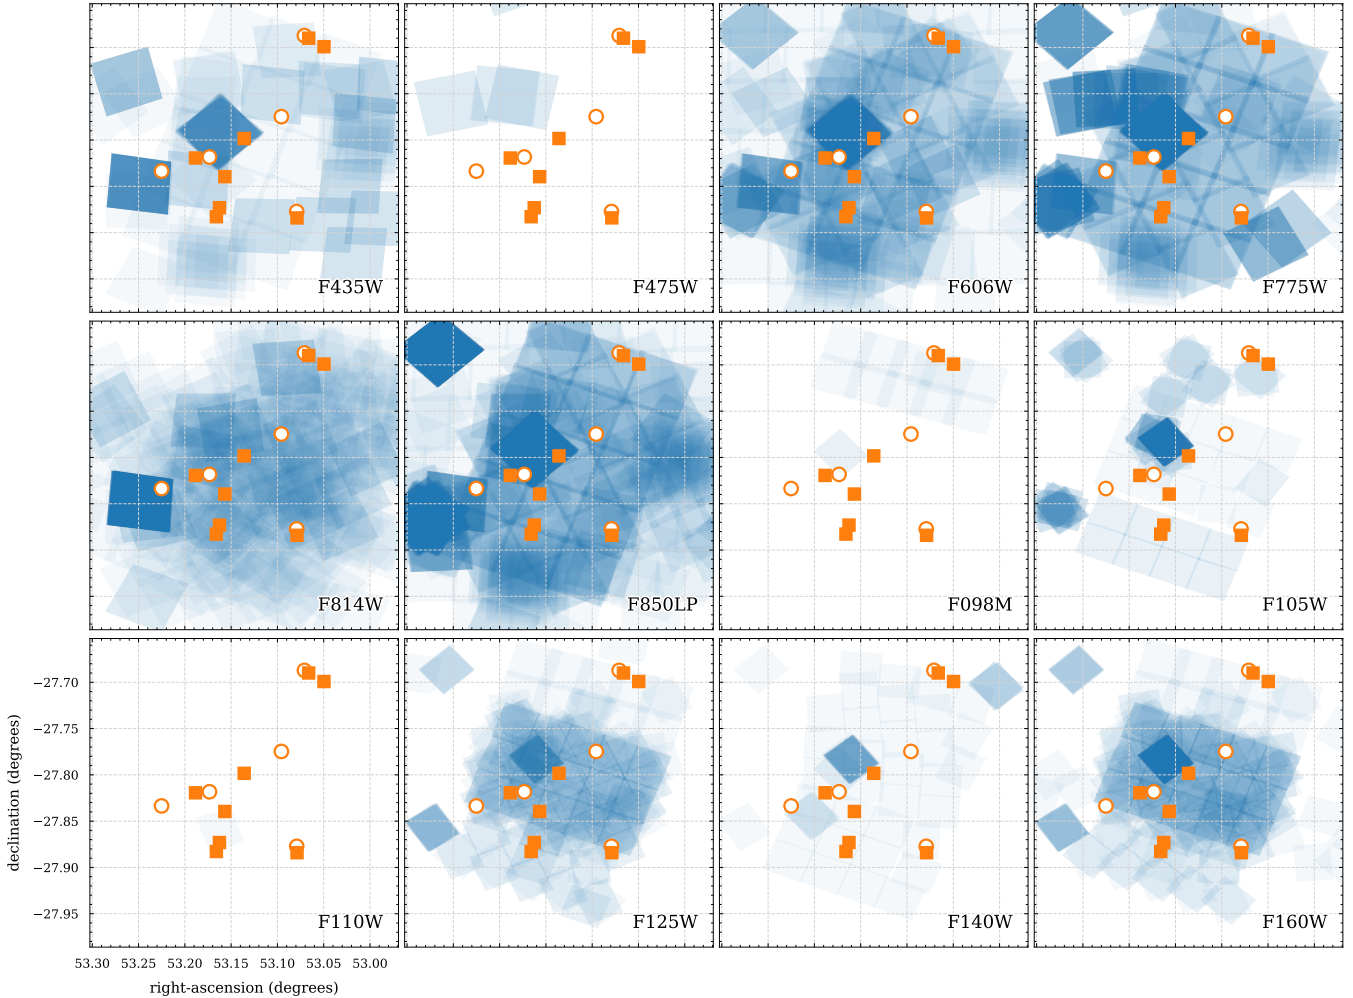 F435W
F475W
F606W
F775W
F814W
F850LP
F098M
F105W
−27.70
−27.75
−27.80
−27.85
−27.90
−27.95
declination (degrees)
F110W
F125W
F140W
F160W
53.30 53.25 53.20 53.15 53.10 53.05 53.00
right-ascension (degrees)